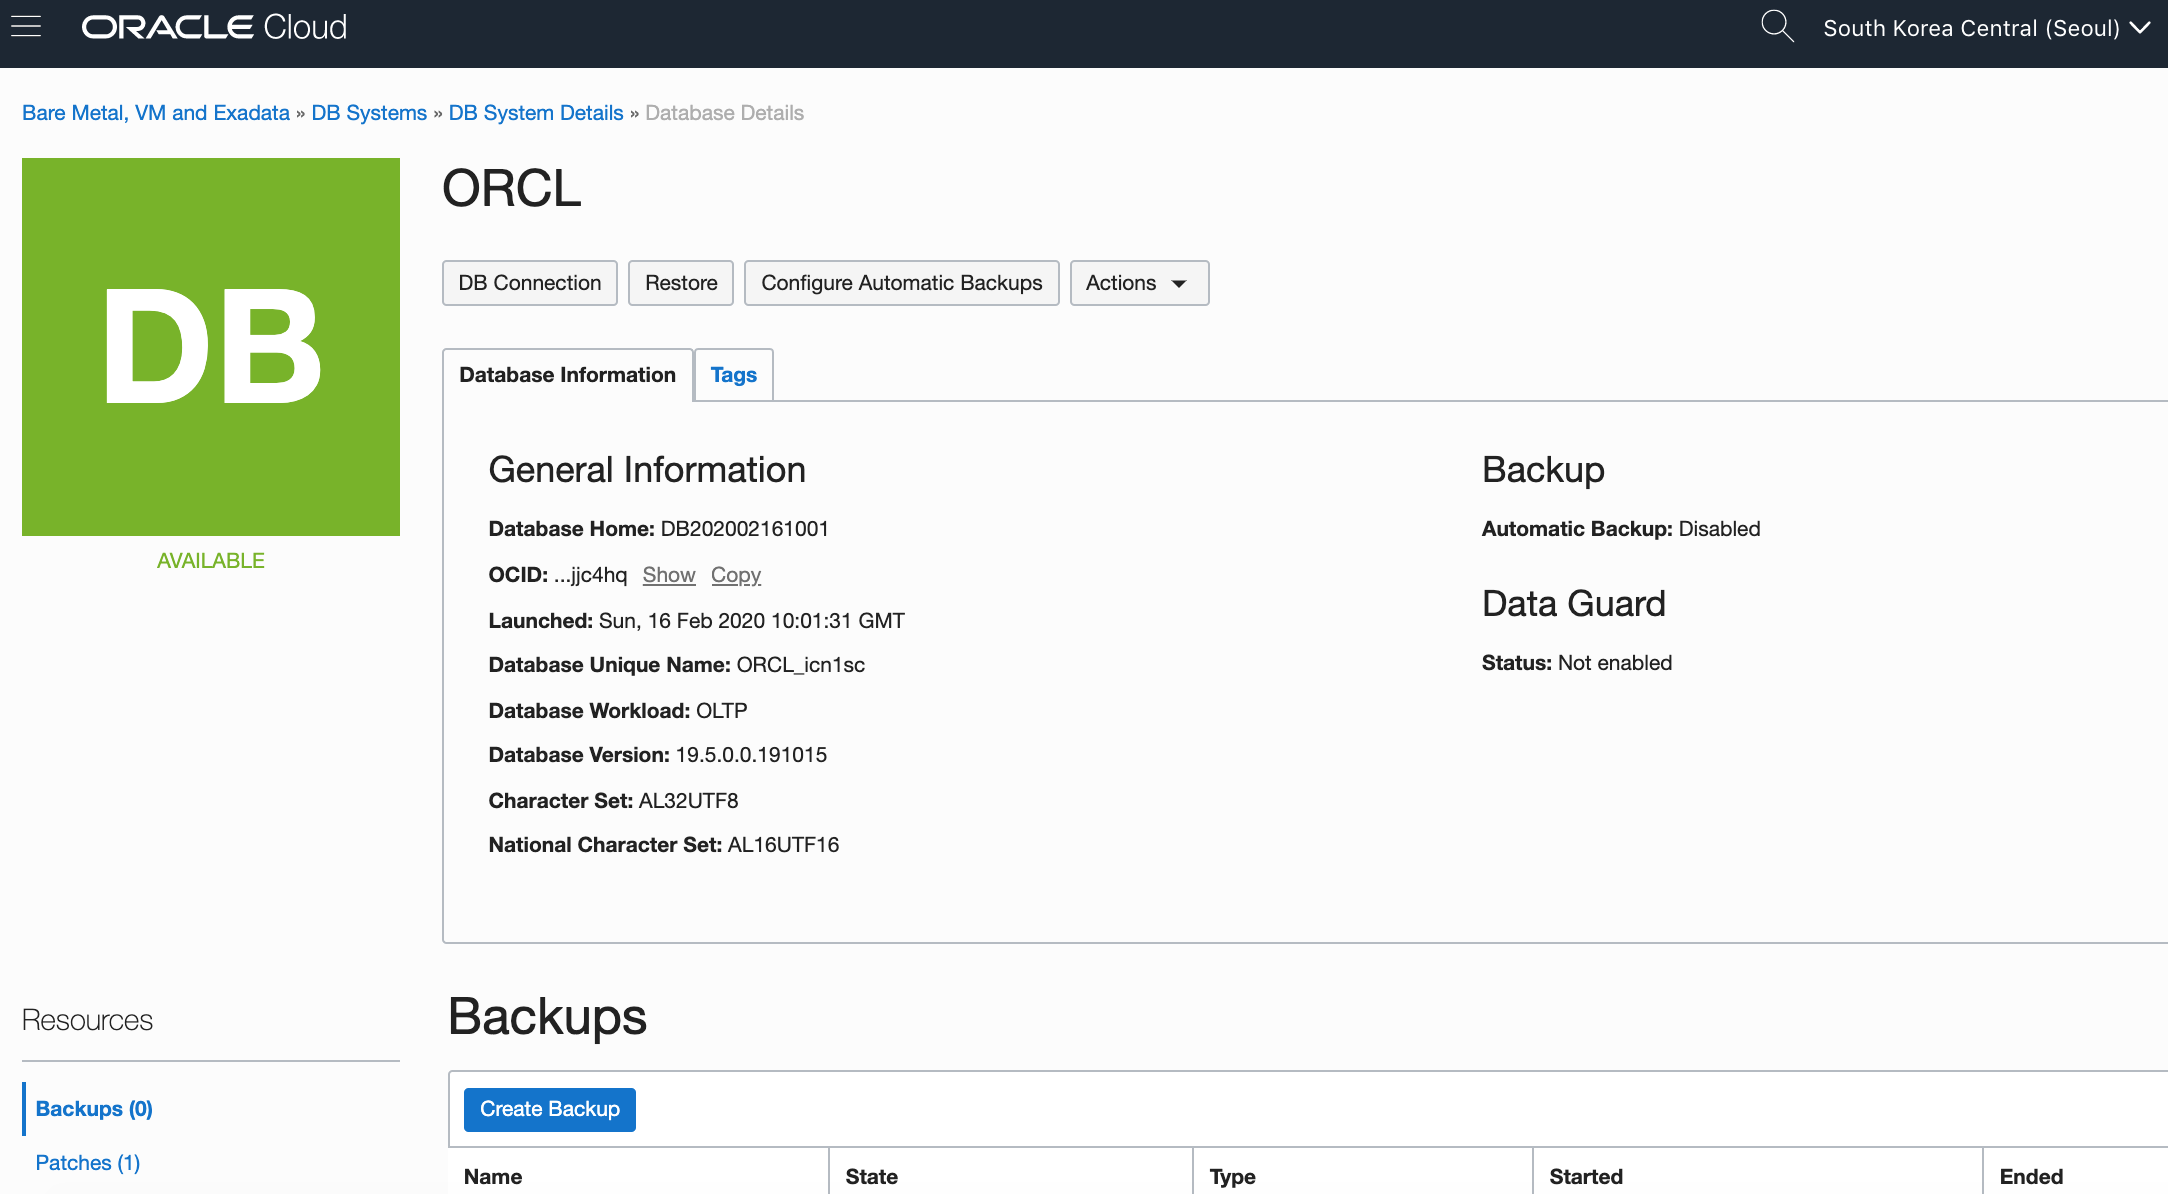 ORACLE Cloud
South Korea Central (Seoul)
Bare Metal, VM and Exadata » DB Systems » DB System Details » Database Details
DB
AVAILABLE
ORCL
DB Connection
Restore
Configure Automatic Backups
Actions
Database Information
Tags
General Information
Database Home: DB202002161001
OCID: ...jjc4hq Show Copy
Launched: Sun, 16 Feb 2020 10:01:31 GMT
Database Unique Name: ORCL_icn1sc
Database Workload: OLTP
Database Version: 19.5.0.0.191015
Character Set: AL32UTF8
National Character Set: AL16UTF16
Backup
Automatic Backup: Disabled
Data Guard
Status: Not enabled
Resources
Backups (0)
Patches (1)
Backups
Create Backup
Name
State
Type
Started
Ended